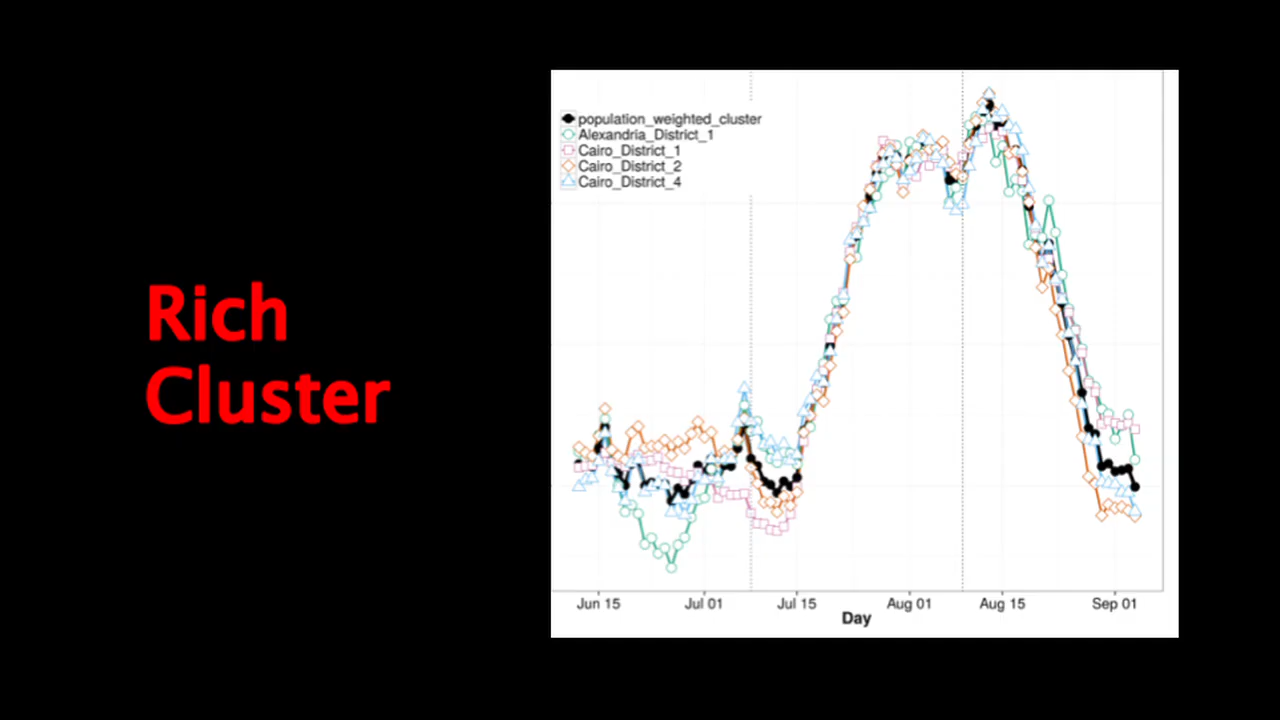 Rich
Cluster
population_weighted_cluster
Alexandria_District_1
Cairo_District_1
Cairo_District_2
Cairo_District_4
Jun 15
Jul 01
Jul 15
Aug 01
Aug 15
Sep 01
Day